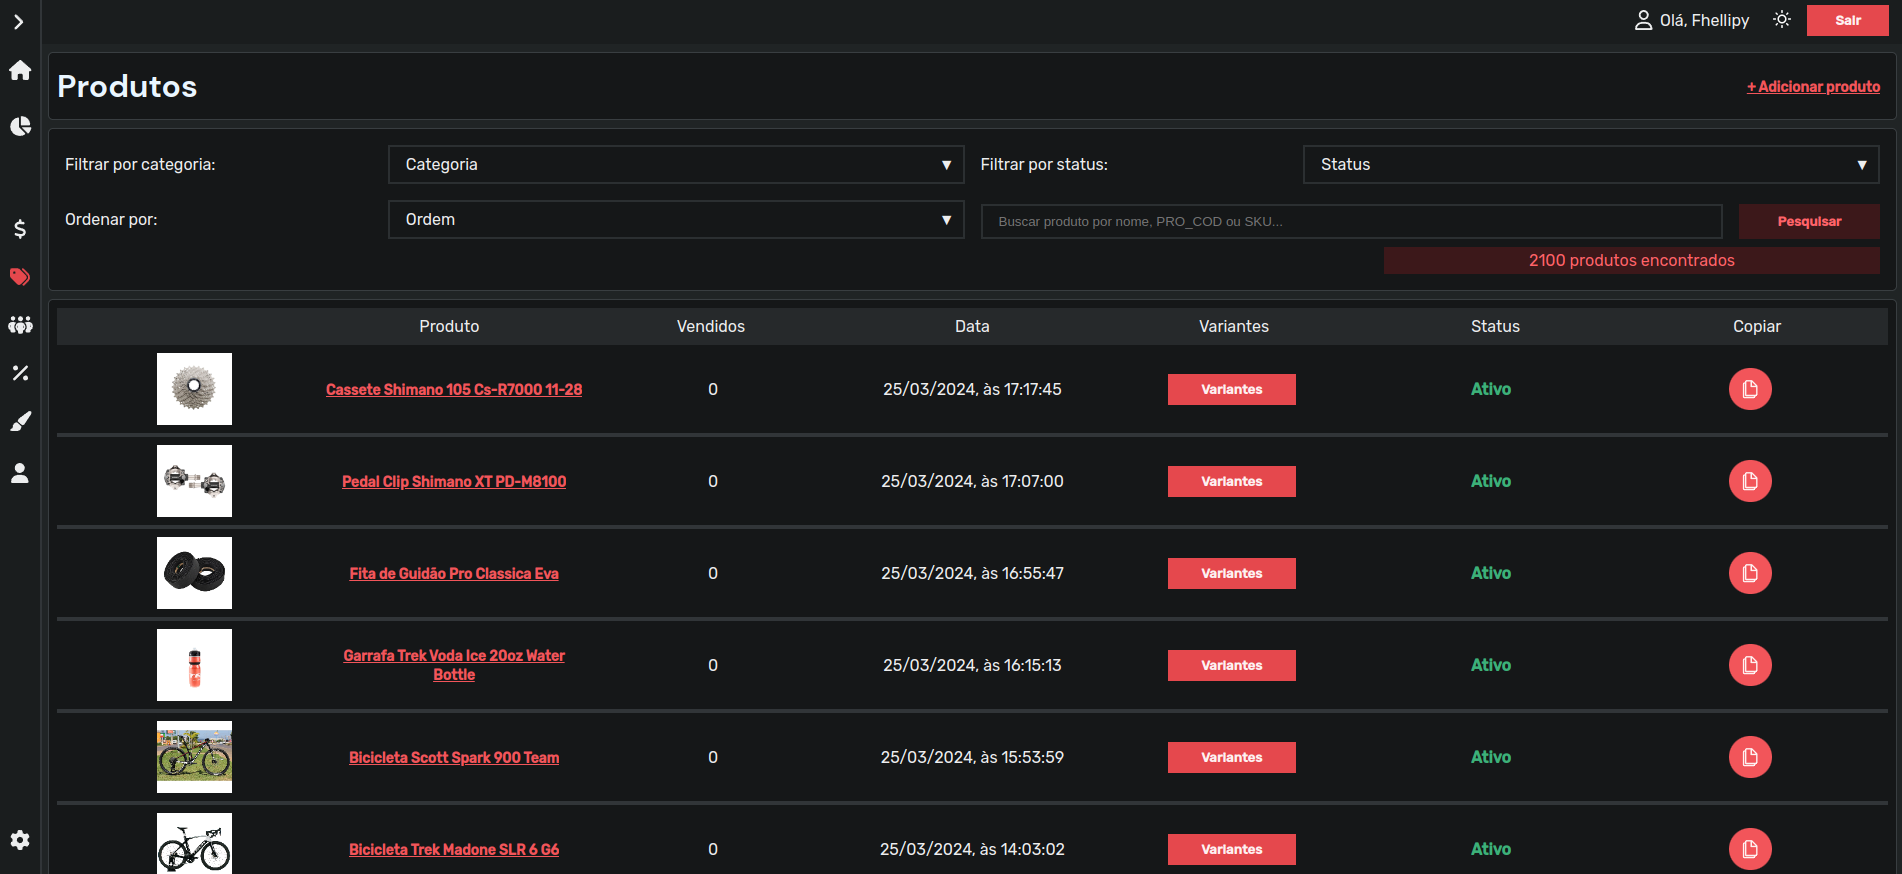 Olá, Fhellipy
Sair
Produtos
+ Adicionar produto
Filtrar por categoria:
Categoria
Filtrar por status:
Status
Ordenar por:
Ordem
Buscar produto por nome, PRO_COD ou SKU...
Pesquisar
2100 produtos encontrados
Produto Vendidos Data Variantes Status Copiar
Cassete Shimano 105 Cs-R7000 11-28 0 25/03/2024, às 17:17:45 Variantes Ativo
Pedal Clip Shimano XT PD-M8100 0 25/03/2024, às 17:07:00 Variantes Ativo
Fita de Guidão Pro Classica Eva 0 25/03/2024, às 16:55:47 Variantes Ativo
Garrafa Trek Voda Ice 20oz Water
Bottle 0 25/03/2024, às 16:15:13 Variantes Ativo
Bicicleta Scott Spark 900 Team 0 25/03/2024, às 15:53:59 Variantes Ativo
Bicicleta Trek Madone SLR 6 G6 0 25/03/2024, às 14:03:02 Variantes Ativo